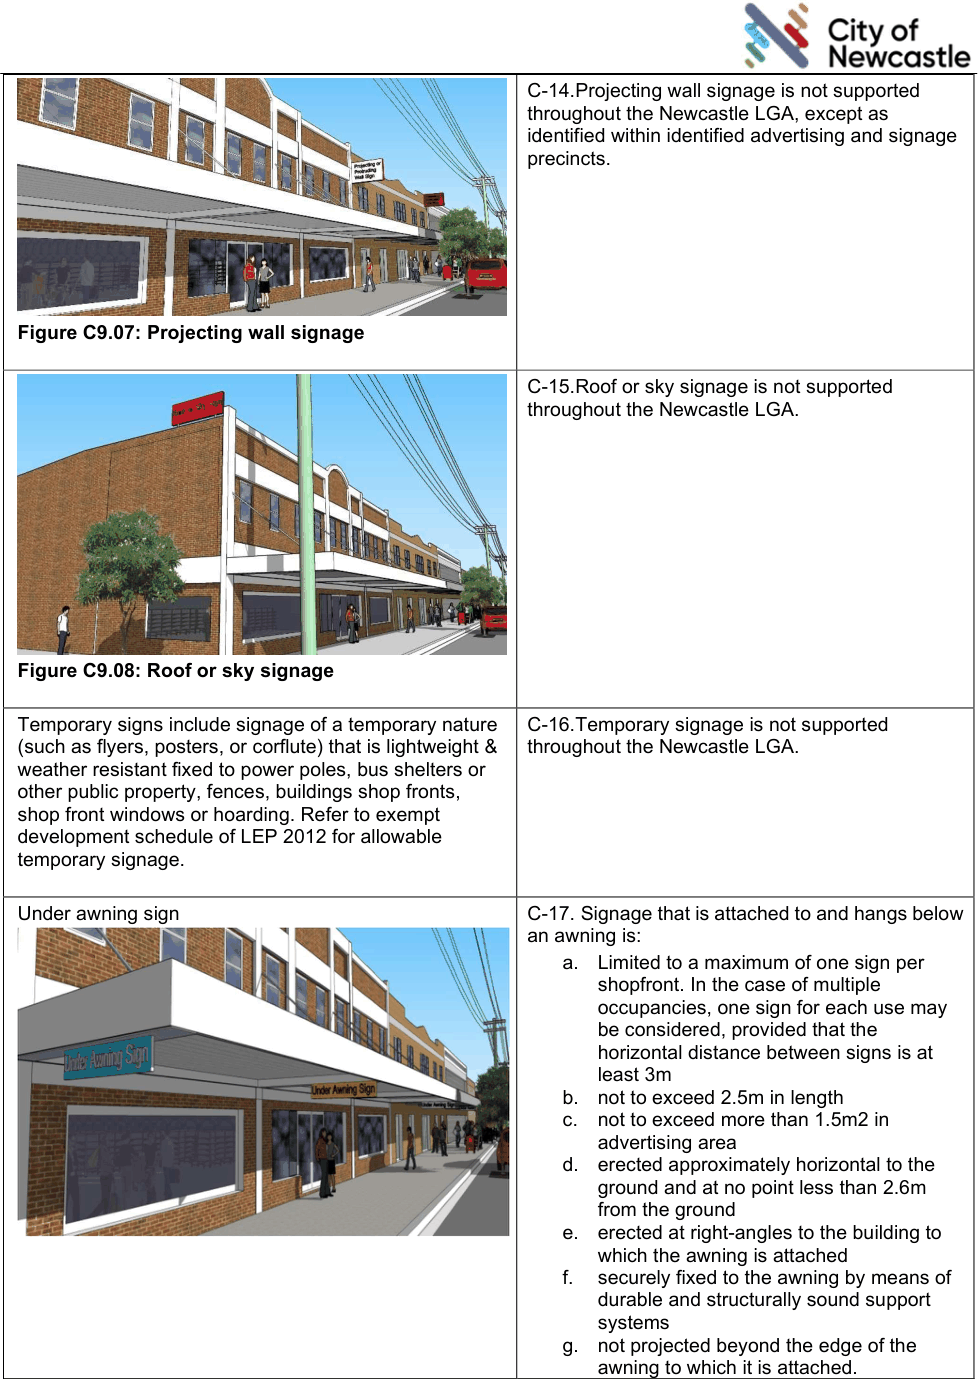 City of
Newcastle
Projecting or
Protruding
Wall Sign
Figure C9.07: Projecting wall signage
C-14.Projecting wall signage is not supported
throughout the Newcastle LGA, except as
identified within identified advertising and signage
precincts.
Figure C9.08: Roof or sky signage
C-15.Roof or sky signage is not supported
throughout the Newcastle LGA.
Temporary signs include signage of a temporary nature
(such as flyers, posters, or corflute) that is lightweight &
weather resistant fixed to power poles, bus shelters or
other public property, fences, buildings shop fronts,
shop front windows or hoarding. Refer to exempt
development schedule of LEP 2012 for allowable
temporary signage.
C-16.Temporary signage is not supported
throughout the Newcastle LGA.
Under awning sign
Under Awning Sign
Under Awning Sign
Under Awning Sign
C-17. Signage that is attached to and hangs below
an awning is:
a. Limited to a maximum of one sign per
shopfront. In the case of multiple
occupancies, one sign for each use may
be considered, provided that the
horizontal distance between signs is at
least 3m
b. not to exceed 2.5m in length
c. not to exceed more than 1.5m2 in
advertising area
d. erected approximately horizontal to the
ground and at no point less than 2.6m
from the ground
e. erected at right-angles to the building to
which the awning is attached
f. securely fixed to the awning by means of
durable and structurally sound support
systems
g. not projected beyond the edge of the
awning to which it is attached.